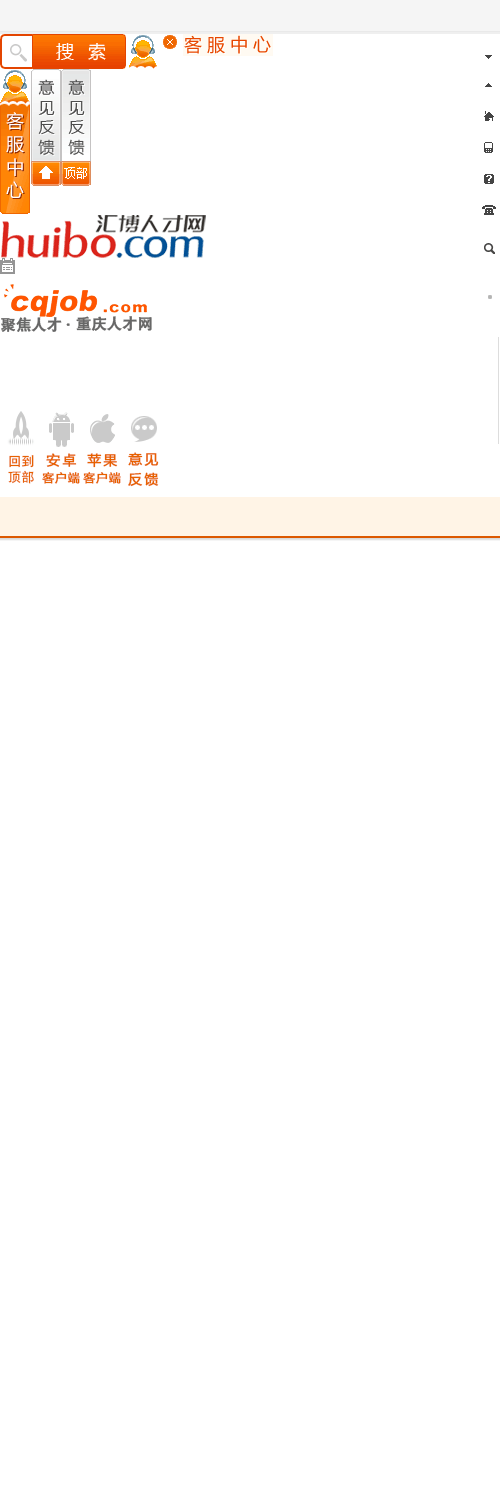 搜 索
客服中心
客服中心
意见反馈
意见反馈
顶部
汇博人才网
huibo.com
cqjob.com
聚焦人才 · 重庆人才网
回到顶部
安卓客户端
苹果客户端
意见反馈